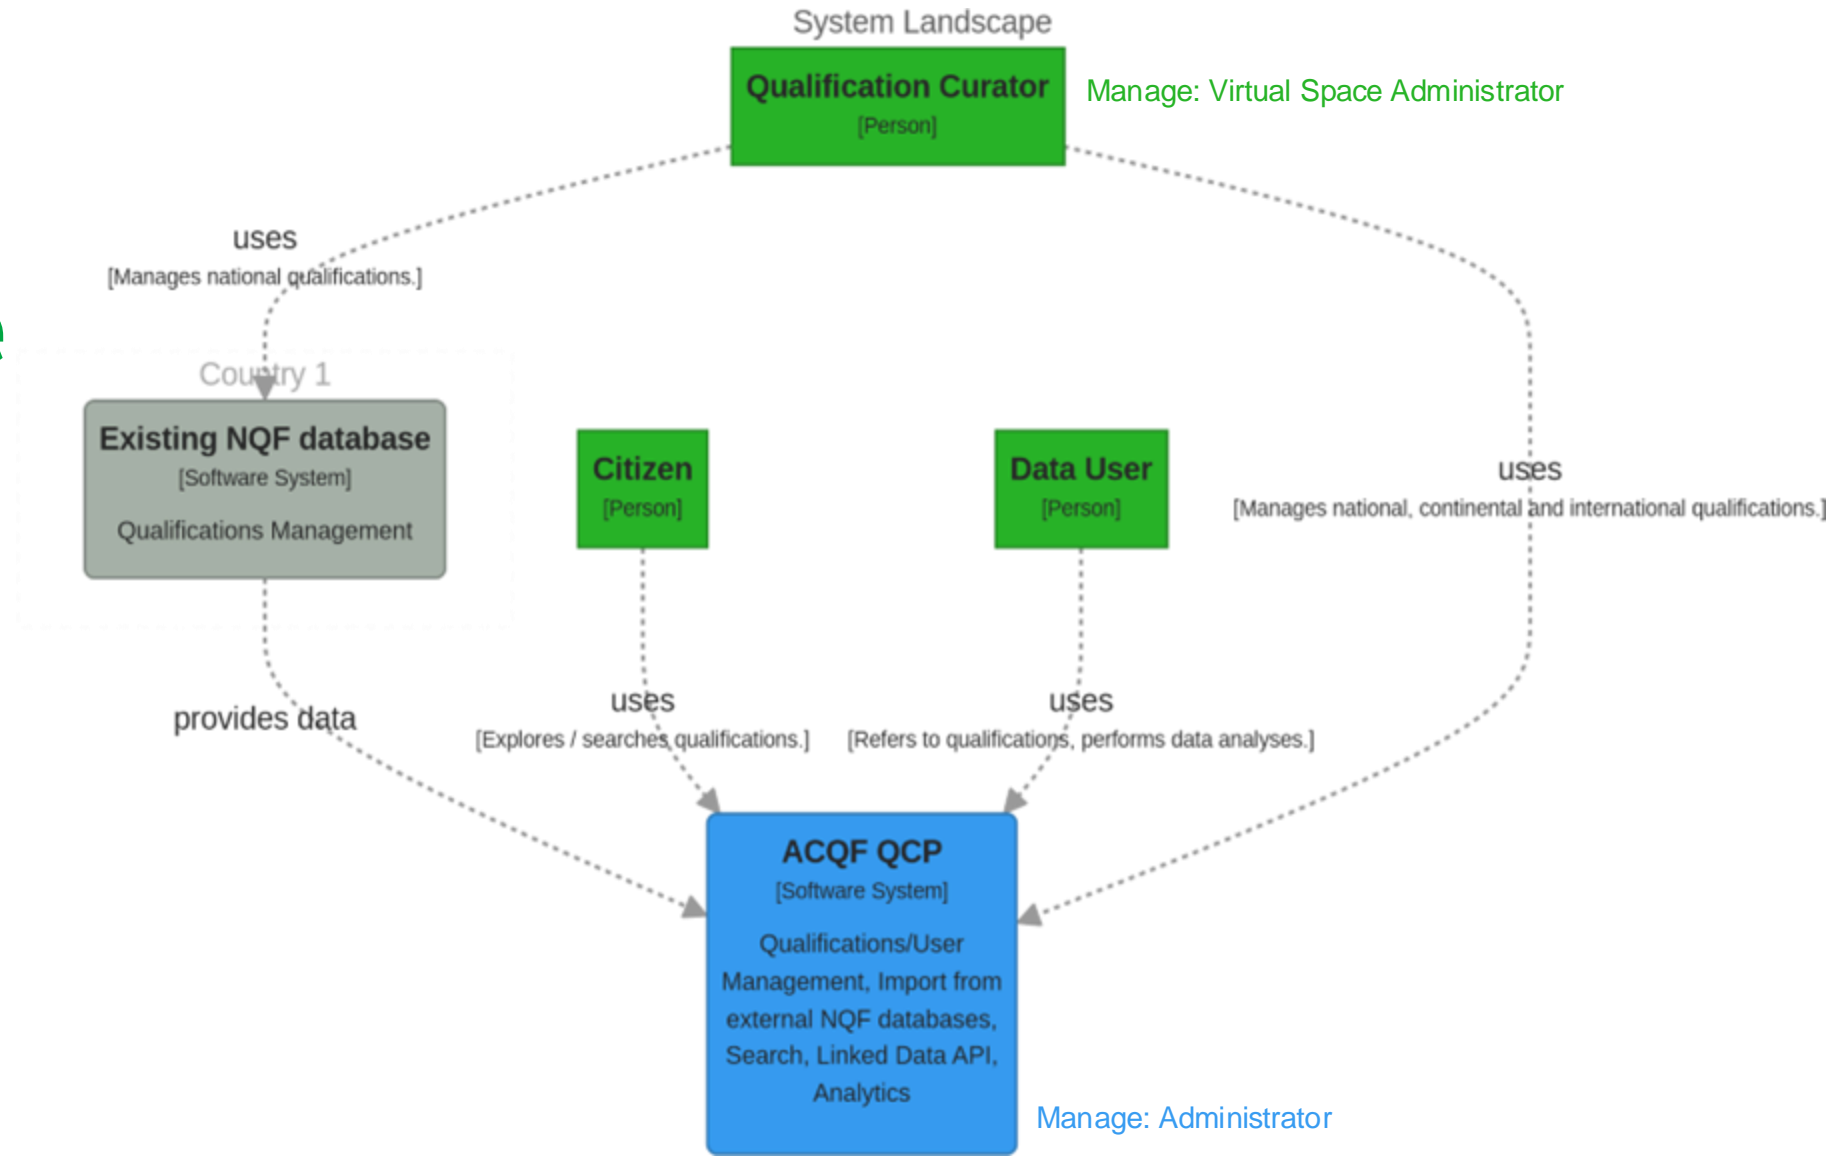 System Landscape
Qualification Curator
[Person]
Manage: Virtual Space Administrator
uses
[Manages national qualifications.]
Country 1
Existing NQF database
[Software System]
Qualifications Management
Citizen
[Person]
Data User
[Person]
uses
[Manages national, continental and international qualifications.]
provides data
uses
[Explores / searches qualifications.]
uses
[Refers to qualifications, performs data analyses.]
ACQF QCP
[Software System]
Qualifications/User
Management, Import from
external NQF databases,
Search, Linked Data API,
Analytics
Manage: Administrator